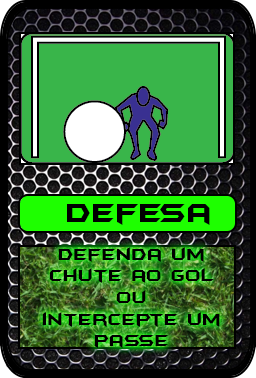 DEFESA
DEFENDA UM
CHUTE AO GOL
OU
INTERCEPTE UM
PASSE